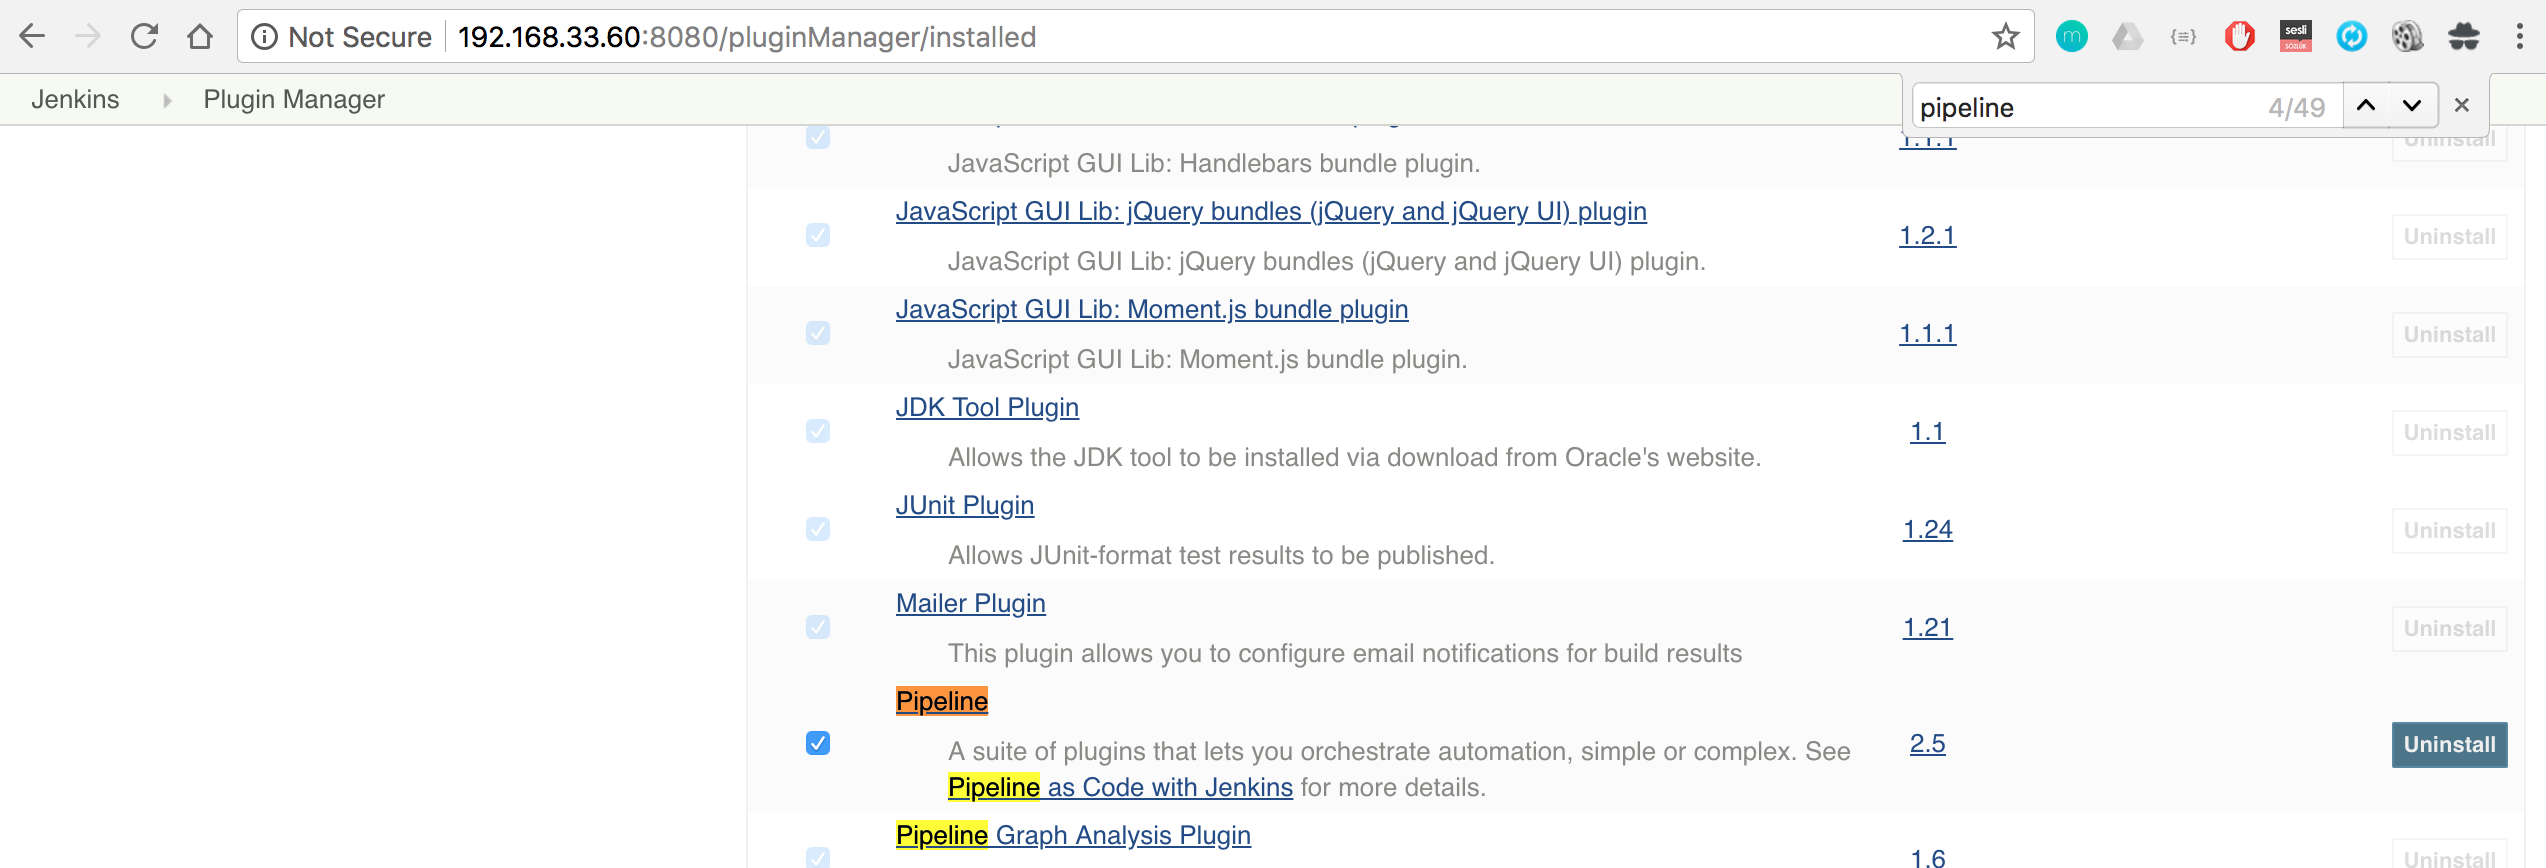 Not Secure 192.168.33.60:8080/pluginManager/installed
m
sesli
SÖZLÜK
Jenkins Plugin Manager
pipeline 4/49
1.1.1
Uninstall
JavaScript GUI Lib: Handlebars bundle plugin.
JavaScript GUI Lib: jQuery bundles (jQuery and jQuery UI) plugin
1.2.1
Uninstall
JavaScript GUI Lib: jQuery bundles (jQuery and jQuery UI) plugin.
JavaScript GUI Lib: Moment.js bundle plugin
1.1.1
Uninstall
JavaScript GUI Lib: Moment.js bundle plugin.
JDK Tool Plugin
1.1
Uninstall
Allows the JDK tool to be installed via download from Oracle's website.
JUnit Plugin
1.24
Uninstall
Allows JUnit-format test results to be published.
Mailer Plugin
1.21
Uninstall
This plugin allows you to configure email notifications for build results
Pipeline
2.5
Uninstall
A suite of plugins that lets you orchestrate automation, simple or complex. See
Pipeline as Code with Jenkins for more details.
Pipeline Graph Analysis Plugin
1.6
Uninstall